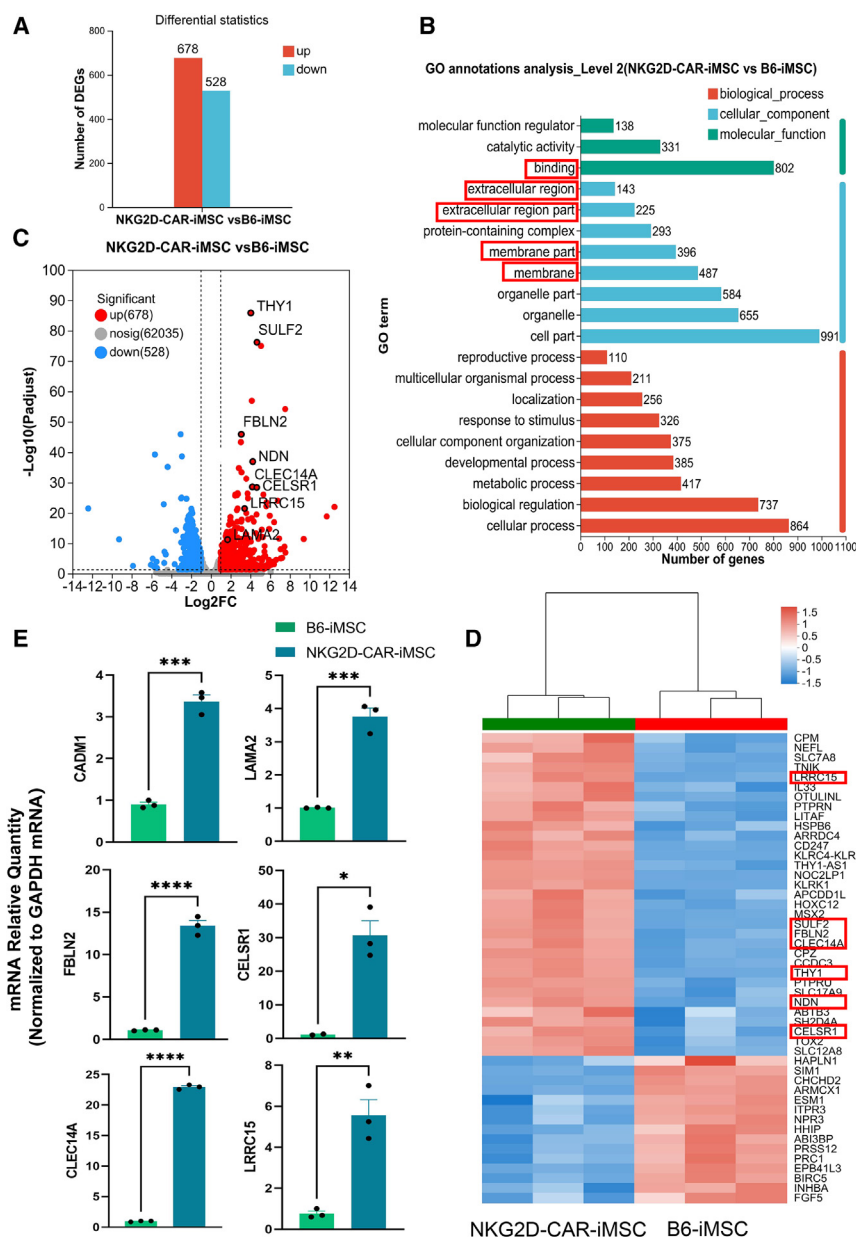 A
Differential statistics
Number of DEGs
800
600
400
200
0
678
528
up
down
NKG2D-CAR-iMSC vsB6-iMSC
B
GO annotations analysis_Level 2(NKG2D-CAR-iMSC vs B6-iMSC)
biological_process
cellular_component
molecular_function
GO term
molecular function regulator 138
catalytic activity 331
binding 802
extracellular region 143
extracellular region part 225
protein-containing complex 293
membrane part 396
membrane 487
organelle part 584
organelle 655
cell part 991
reproductive process 110
multicellular organismal process 211
localization 256
response to stimulus 326
cellular component organization 375
developmental process 385
metabolic process 417
biological regulation 737
cellular process 864
0 100 200 300 400 500 600 700 800 900 1000 1100
Number of genes
C
NKG2D-CAR-iMSC vsB6-iMSC
-Log10(Padjust)
100
90
80
70
60
50
40
30
20
10
0
Significant
up(678)
nosig(62035)
down(528)
THY1
SULF2
FBLN2
NDN
CLEC14A
CELSR1
LRRC15
LAMA2
-14 -12 -10 -8 -6 -4 -2 0 2 4 6 8 10 12 14
Log2FC
D
1.5
1
0.5
0
−0.5
−1
−1.5
CPM
NEFL
SLC7A8
TNIK
LRRC15
IL33
OTULINL
PTPRN
LITAF
HSPB6
ARRDC4
CD247
KLRC4-KLR
THY1-AS1
NOC2LP1
KLRK1
APCDD1L
HOXC12
MSX2
SULF2
FBLN2
CLEC14A
CPZ
CCDC3
THY1
PTPRU
SLC17A9
NDN
ABTB3
SH2D4A
CELSR1
TOX2
SLC12A8
HAPLN1
SIM1
CHCHD2
ARMCX1
ESM1
ITPR3
NPR3
HHIP
ABI3BP
PRSS12
PRC1
EPB41L3
BIRC5
INHBA
FGF5
NKG2D-CAR-iMSC B6-iMSC
E
B6-iMSC
NKG2D-CAR-iMSC
mRNA Relative Quantity
(Normalized to GAPDH mRNA)
CADM1
4
3
2
1
0
***
LAMA2
5
4
3
2
1
0
***
FBLN2
15
10
5
0
****
CELSR1
50
40
30
20
10
0
*
CLEC14A
25
20
15
10
5
0
****
LRRC15
8
6
4
2
0
**